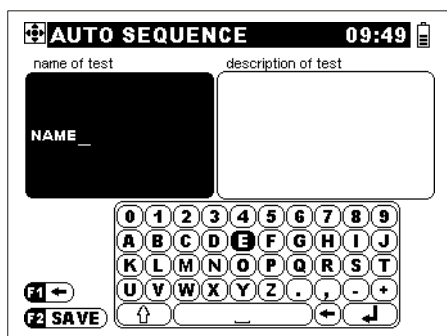 AUTO SEQUENCE 09:49
name of test description of test
NAME_
0 1 2 3 4 5 6 7 8 9
A B C D E F G H I J
K L M N O P Q R S T
U V W X Y Z . , - +
F1 ←
F2 SAVE